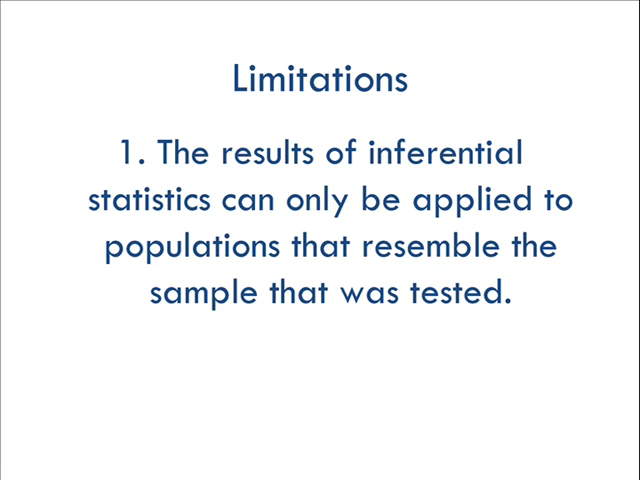 Limitations
1. The results of inferential
statistics can only be applied to
populations that resemble the
sample that was tested.